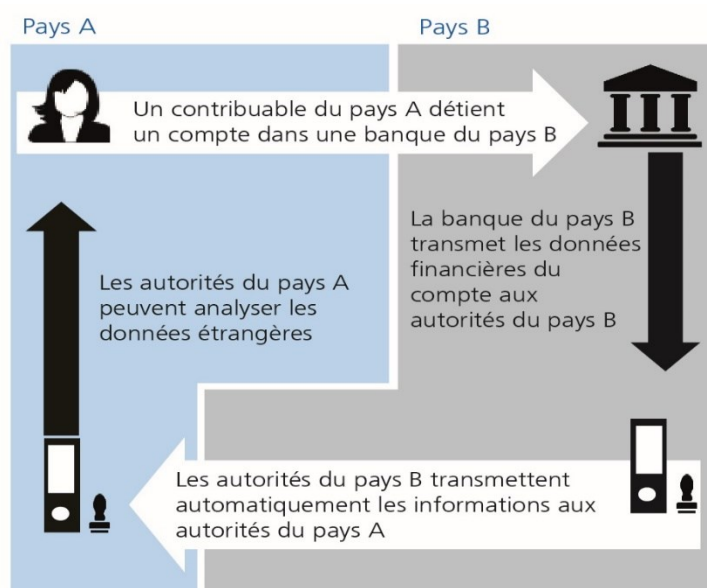 Pays A
Pays B
Un contribuable du pays A détient
un compte dans une banque du pays B
La banque du pays B
transmet les données
financières du
compte aux
autorités du pays B
Les autorités du pays A
peuvent analyser les
données étrangères
Les autorités du pays B transmettent
automatiquement les informations aux
autorités du pays A